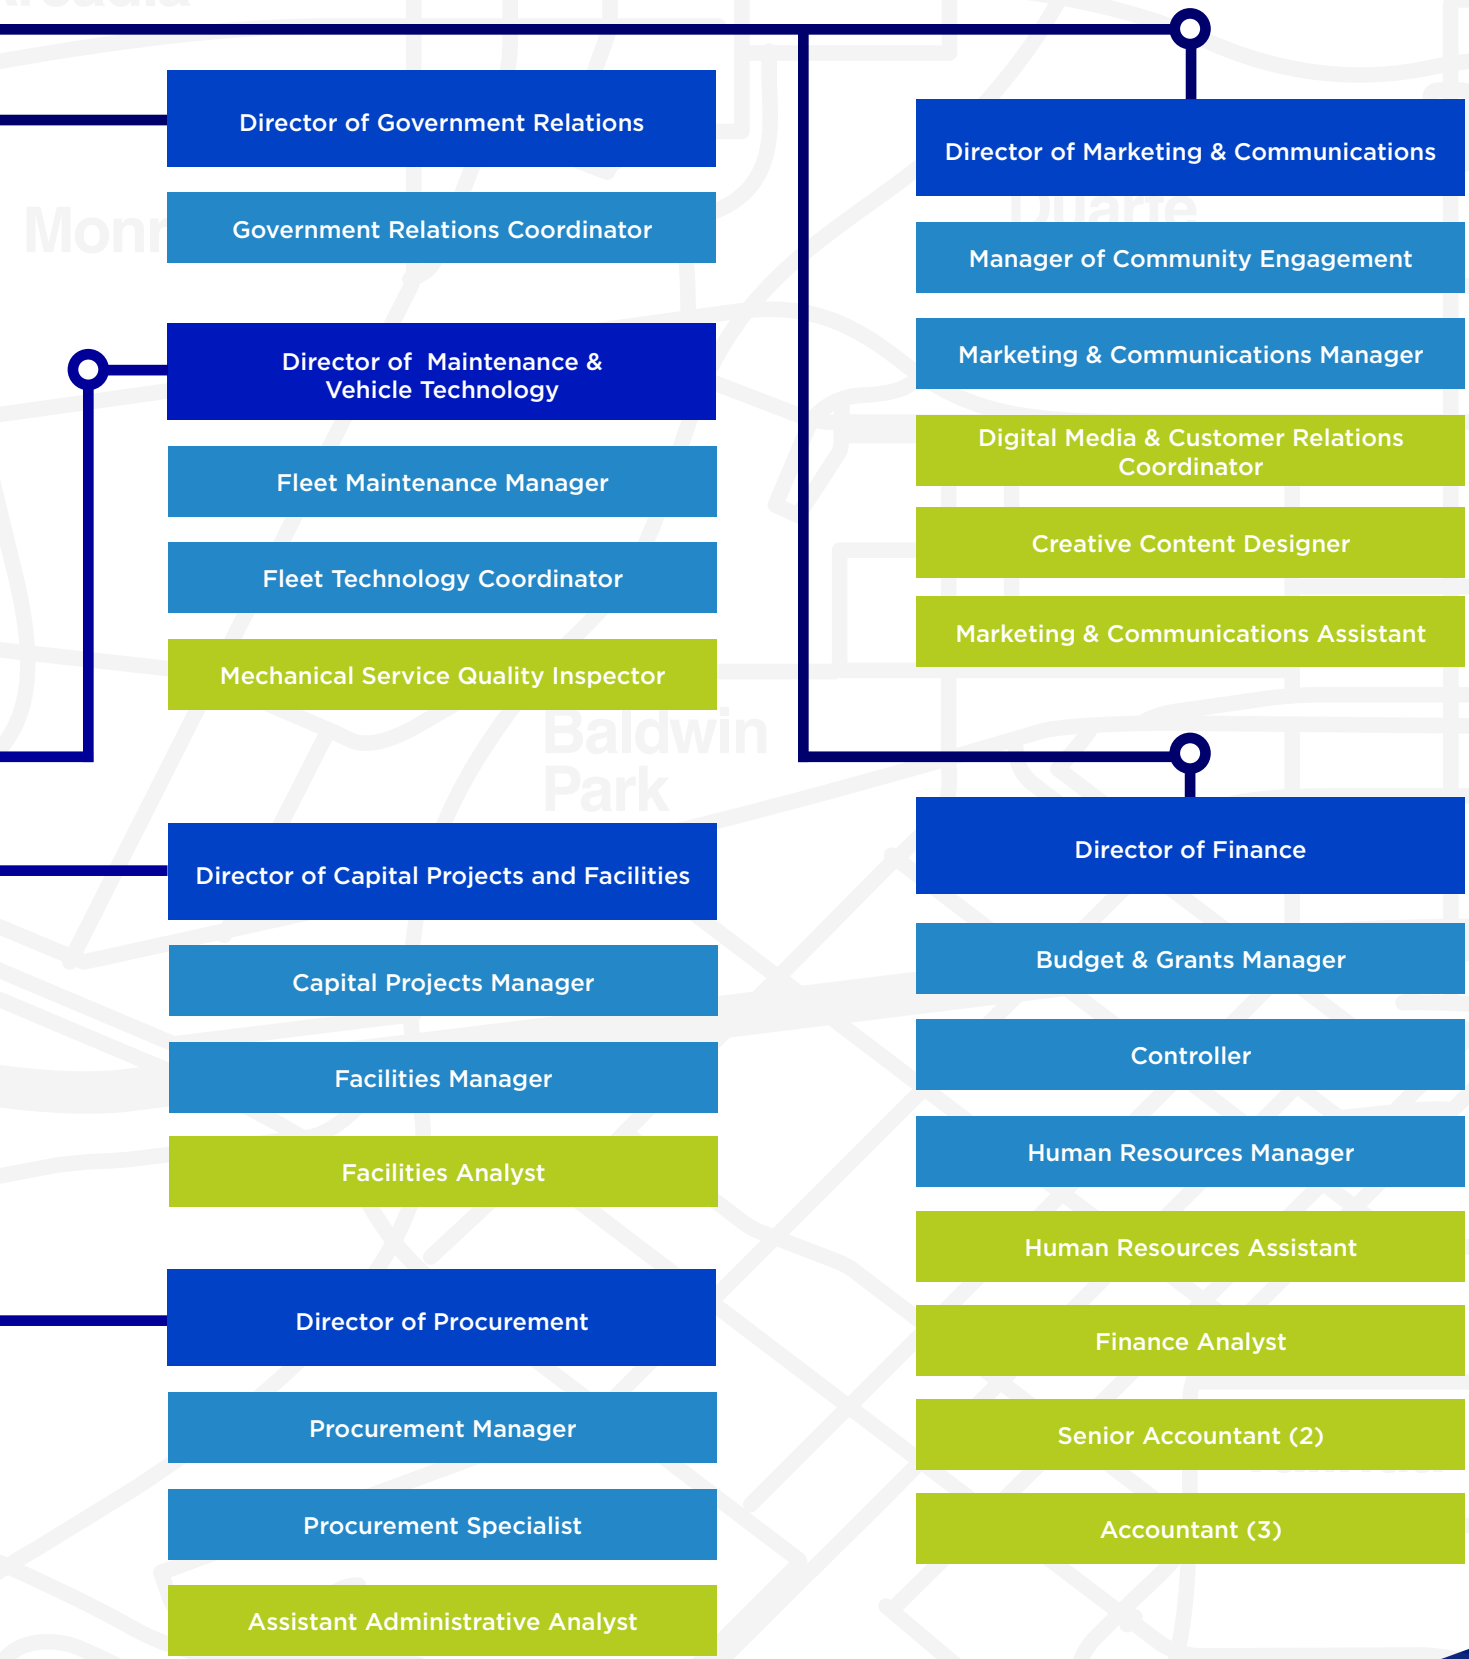 Director of Government Relations
Government Relations Coordinator
Director of Maintenance &
Vehicle Technology
Fleet Maintenance Manager
Fleet Technology Coordinator
Mechanical Service Quality Inspector
Baldwin
Park
Director of Capital Projects and Facilities
Capital Projects Manager
Facilities Manager
Facilities Analyst
Director of Procurement
Procurement Manager
Procurement Specialist
Assistant Administrative Analyst
Director of Marketing & Communications
Duarte
Manager of Community Engagement
Marketing & Communications Manager
Digital Media & Customer Relations
Coordinator
Creative Content Designer
Marketing & Communications Assistant
Director of Finance
Budget & Grants Manager
Controller
Human Resources Manager
Human Resources Assistant
Finance Analyst
Senior Accountant (2)
Accountant (3)